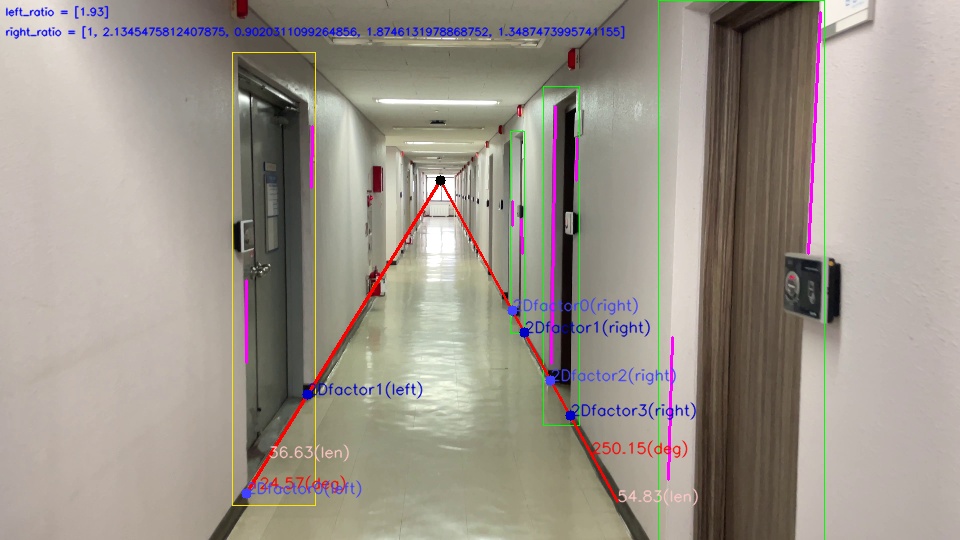 left_ratio = [1.93]
right_ratio = [1, 2.1345475812407875, 0.9020311099264856, 1.8746131978868752, 1.3487473995741155]
2Dfactor0(right)
2Dfactor1(right)
2Dfactor2(right)
2Dfactor1(left)
2Dfactor3(right)
250.15(deg)
36.63(len)
24.57(deg)
2Dfactor0(left)
54.83(len)